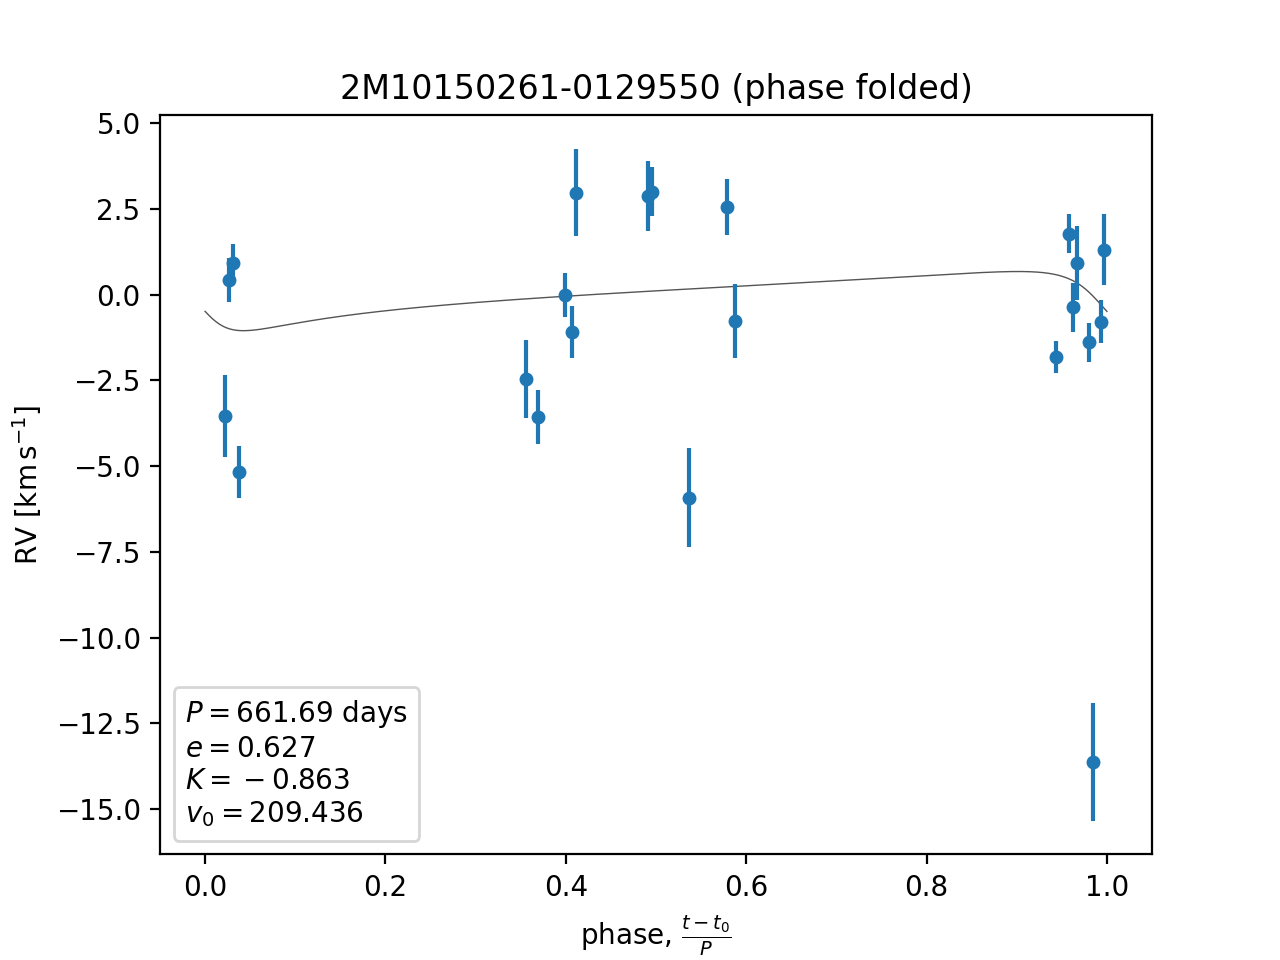 2M10150261-0129550 (phase folded)
5.0
2.5
0.0
−2.5
−5.0
−7.5
−10.0
−12.5
−15.0
RV [km s⁻¹]
P = 661.69 days
e = 0.627
K = −0.863
v₀ = 209.436
0.0 0.2 0.4 0.6 0.8 1.0
phase, (t − t₀)/P